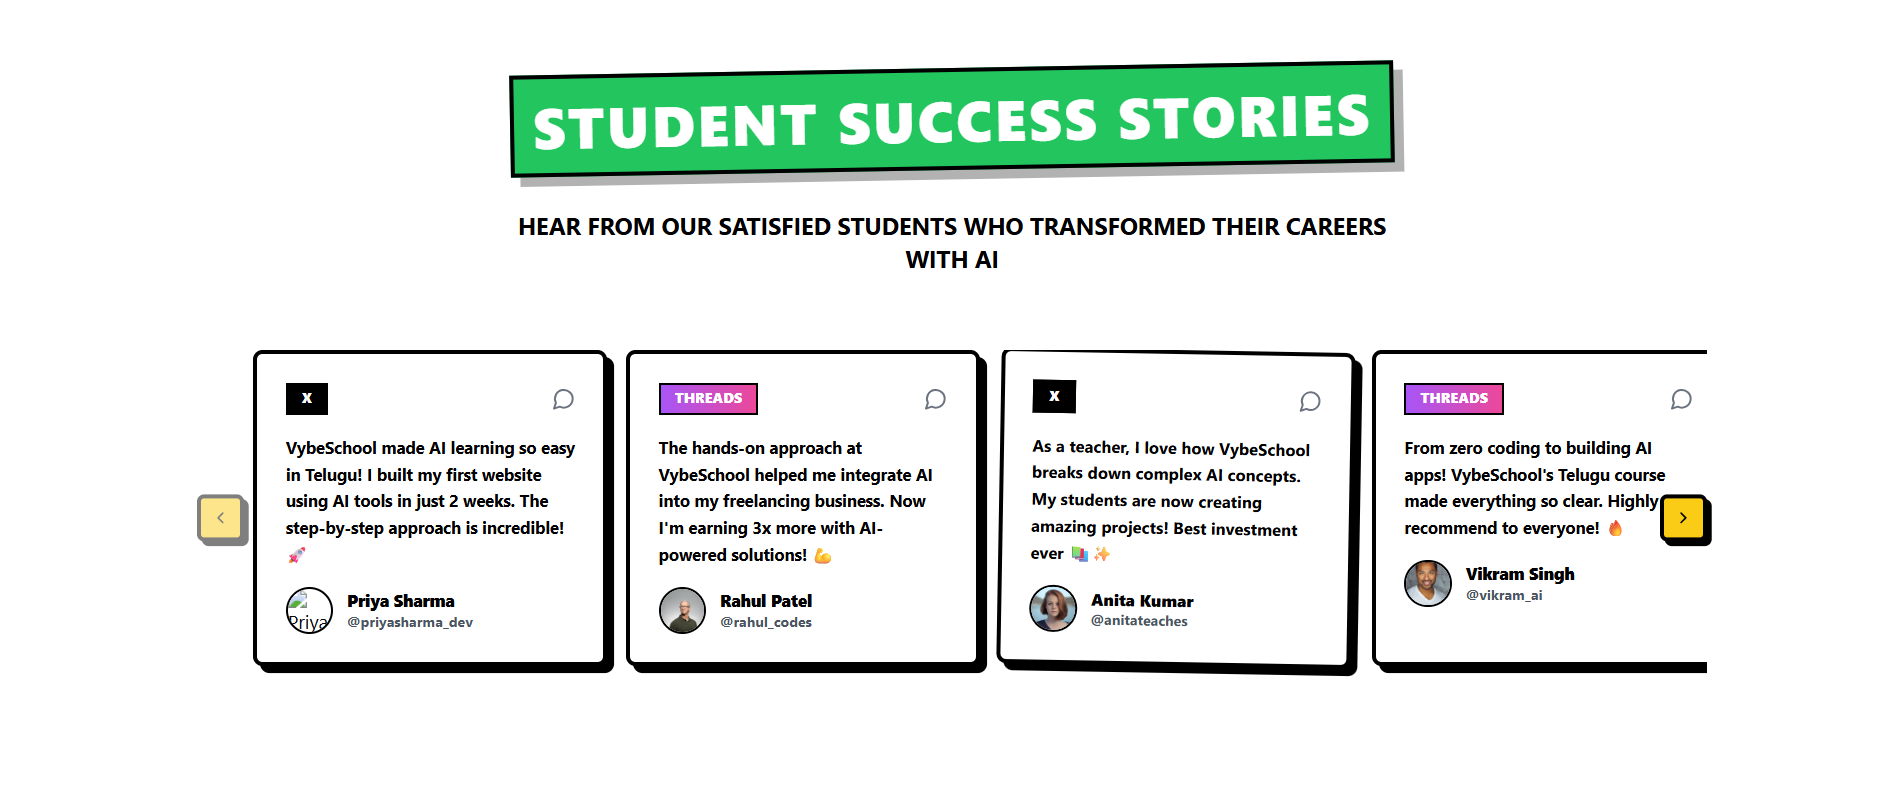 STUDENT SUCCESS STORIES
HEAR FROM OUR SATISFIED STUDENTS WHO TRANSFORMED THEIR CAREERS
WITH AI
X
VybeSchool made AI learning so easy
in Telugu! I built my first website
using AI tools in just 2 weeks. The
step-by-step approach is incredible!
🚀
Priya
Priya Sharma
@priyasharma_dev
THREADS
The hands-on approach at
VybeSchool helped me integrate AI
into my freelancing business. Now
I'm earning 3x more with AI-
powered solutions! 💪
Rahul Patel
@rahul_codes
X
As a teacher, I love how VybeSchool
breaks down complex AI concepts.
My students are now creating
amazing projects! Best investment
ever 📚✨
Anita Kumar
@anitateaches
THREADS
From zero coding to building AI
apps! VybeSchool's Telugu course
made everything so clear. Highly
recommend to everyone! 🔥
Vikram Singh
@vikram_ai